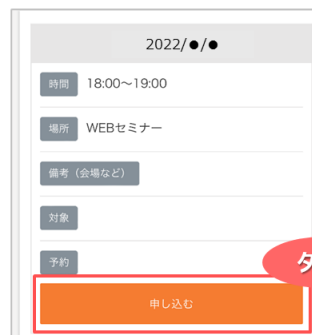 2022/●/●
時間 18:00〜19:00
場所 WEBセミナー
備考（会場など）
対象
予約
タ
申し込む